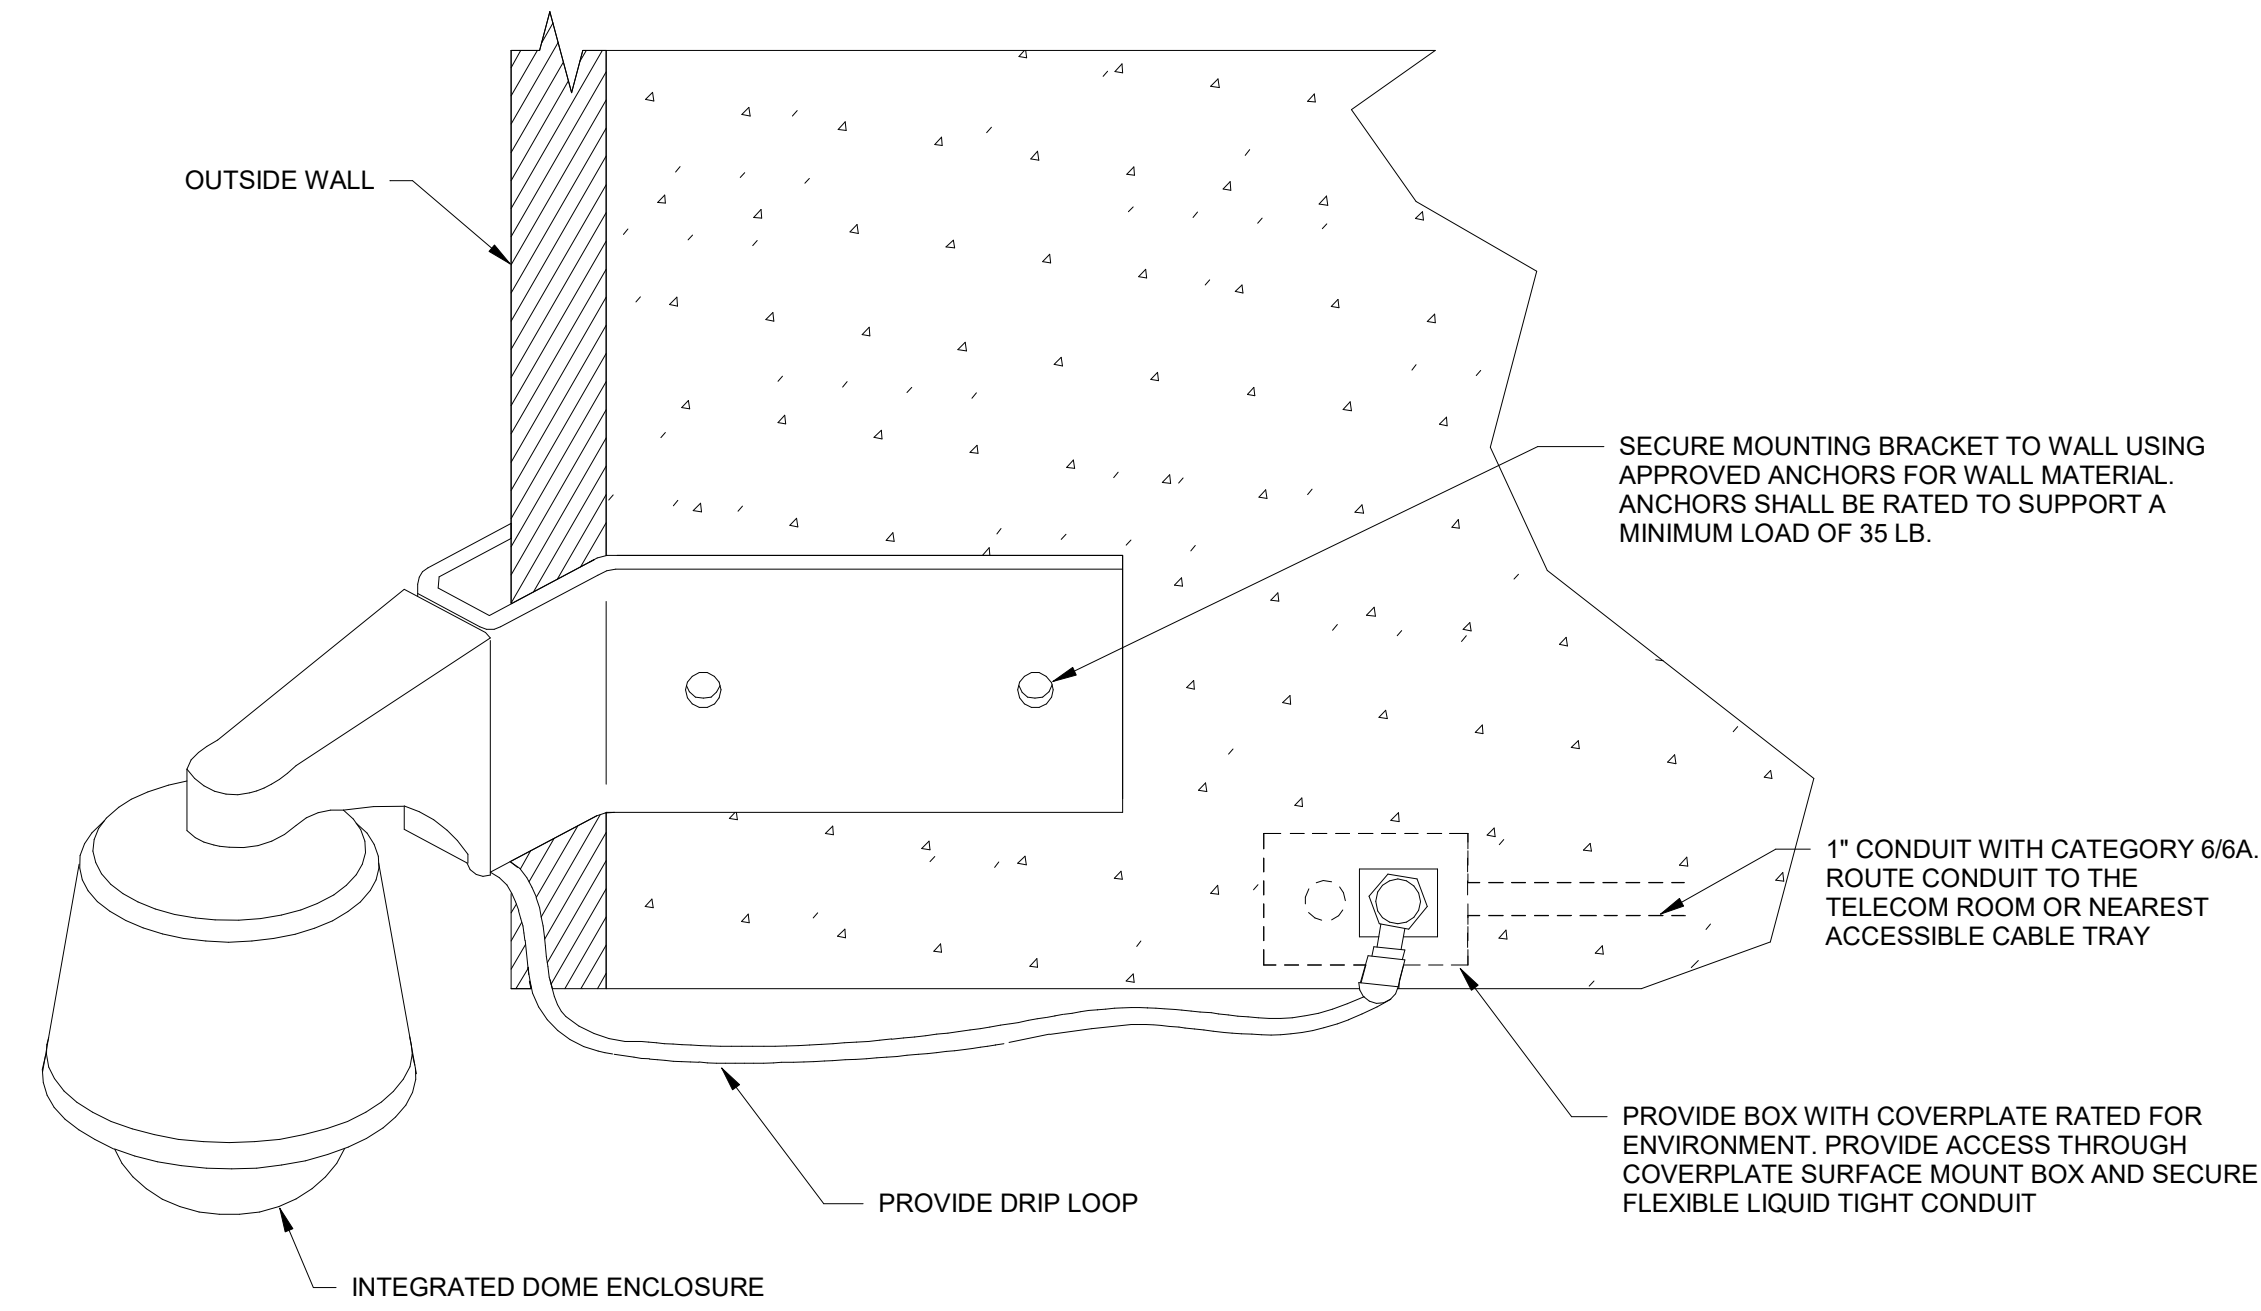 OUTSIDE WALL
SECURE MOUNTING BRACKET TO WALL USING
APPROVED ANCHORS FOR WALL MATERIAL.
ANCHORS SHALL BE RATED TO SUPPORT A
MINIMUM LOAD OF 35 LB.
1" CONDUIT WITH CATEGORY 6/6A.
ROUTE CONDUIT TO THE
TELECOM ROOM OR NEAREST
ACCESSIBLE CABLE TRAY
PROVIDE BOX WITH COVERPLATE RATED FOR
ENVIRONMENT. PROVIDE ACCESS THROUGH
COVERPLATE SURFACE MOUNT BOX AND SECURE
FLEXIBLE LIQUID TIGHT CONDUIT
PROVIDE DRIP LOOP
INTEGRATED DOME ENCLOSURE